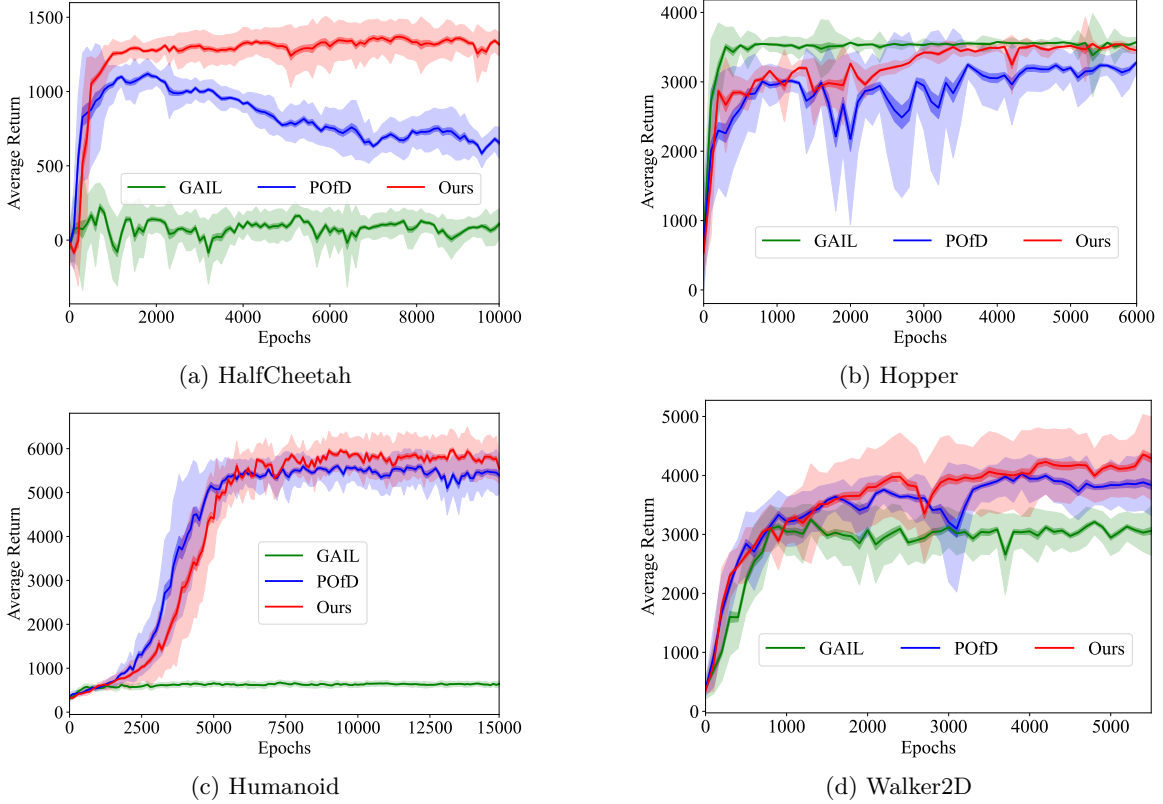 1500
1000
500
0
Average Return
GAIL POfD Ours
0 2000 4000 6000 8000 10000
Epochs
(a) HalfCheetah
4000
3000
2000
1000
0
Average Return
GAIL POfD Ours
0 1000 2000 3000 4000 5000 6000
Epochs
(b) Hopper
6000
5000
4000
3000
2000
1000
0
Average Return
GAIL
POfD
Ours
0 2500 5000 7500 10000 12500 15000
Epochs
(c) Humanoid
5000
4000
3000
2000
1000
0
Average Return
GAIL POfD Ours
0 1000 2000 3000 4000 5000
Epochs
(d) Walker2D